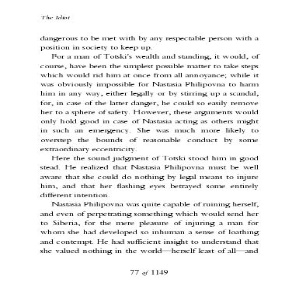 The Idiot
dangerous to be met with by any respectable person with a
position in society to keep up.
For a man of Totski's wealth and standing, it would, of
course, have been the simplest possible matter to take steps
which would rid him at once from all annoyance; while it
was obviously impossible for Nastasia Philipovna to harm
him in any way, either legally or by stirring up a scandal,
for, in case of the latter danger, he could so easily remove
her to a sphere of safety. However, these arguments would
only hold good in case of Nastasia acting as others might
in such an emergency. She was much more likely to
overstep the bounds of reasonable conduct by some
extraordinary eccentricity.
Here the sound judgment of Totski stood him in good
stead. He realized that Nastasia Philipovna must be well
aware that she could do nothing by legal means to injure
him, and that her flashing eyes betrayed some entirely
different intention.
Nastasia Philipovna was quite capable of ruining herself,
and even of perpetrating something which would send her
to Siberia, for the mere pleasure of injuring a man for
whom she had developed so inhuman a sense of loathing
and contempt. He had sufficient insight to understand that
she valued nothing in the world—herself least of all—and
77 of 1149